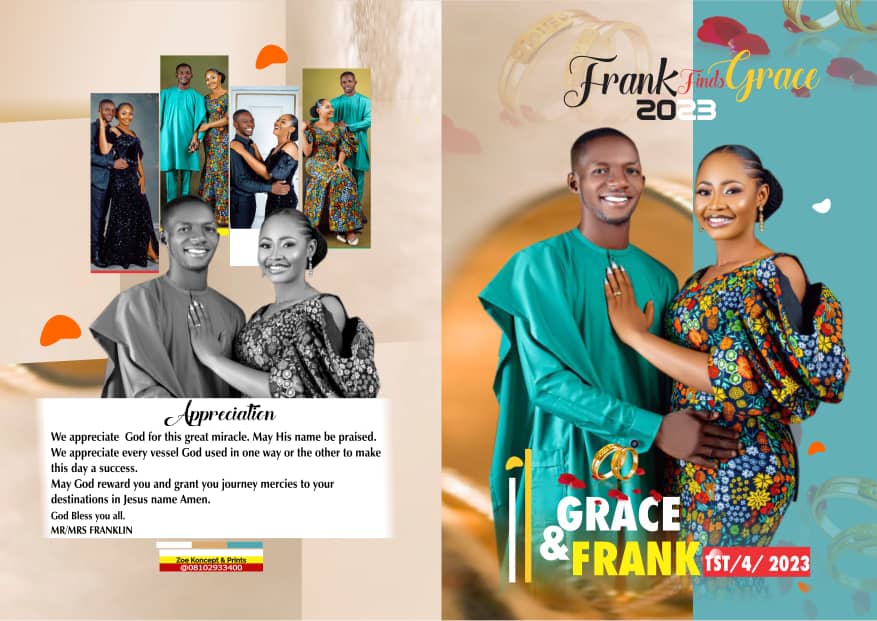 Appreciation
We appreciate God for this great miracle. May His name be praised.
We appreciate every vessel God used in one way or the other to make
this day a success.
May God reward you and grant you journey mercies to your
destinations in Jesus name Amen.
God Bless you all.
MR/MRS FRANKLIN
Zoe Koncept & Prints
@08102933400
Frank Finds Grace
2023
GRACE
& FRANK
TST/4/ 2023